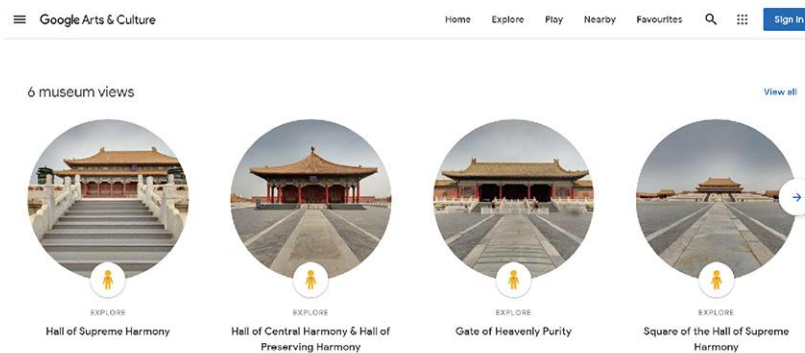 Google Arts & Culture Home Explore Play Nearby Favourites Sign in
6 museum views View all
EXPLORE EXPLORE EXPLORE EXPLORE
Hall of Supreme Harmony Hall of Central Harmony & Hall of Gate of Heavenly Purity Square of the Hall of Supreme
Preserving Harmony Harmony